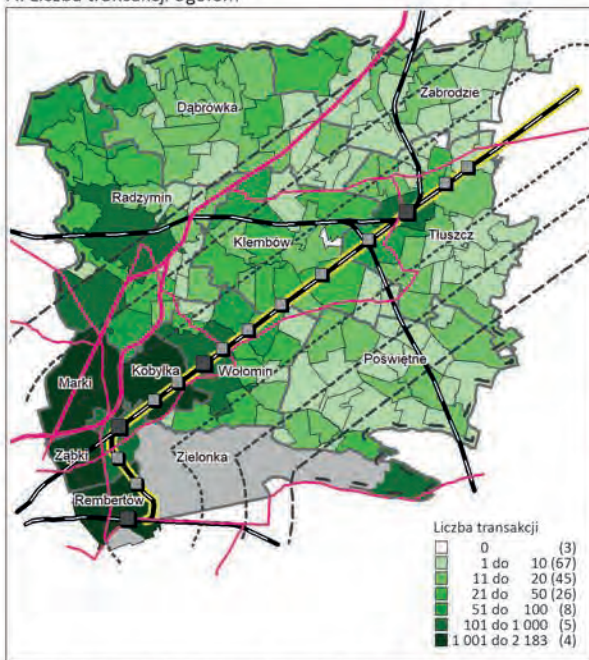 Dąbrówka
Zabrodzie
Radzymin
Klembów
Tłuszcz
Marki
Kobyłka
Wołomin
Poświętne
Ząbki
Zielonka
Rembertów
Liczba transakcji
0 (3)
1 do 10 (67)
11 do 20 (45)
21 do 50 (26)
51 do 100 (8)
101 do 1 000 (5)
1 001 do 2 183 (4)